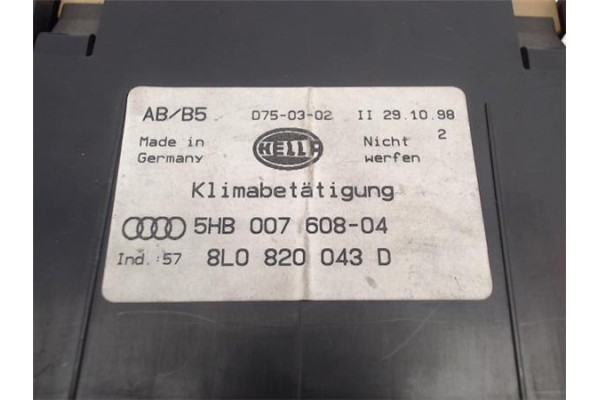 AB/B5 D75-03-02 II 29.10.98
Made in Germany HELLA Nicht werfen 2
Klimabetätigung
5HB 007 608-04
Ind.:57 8L0 820 043 D